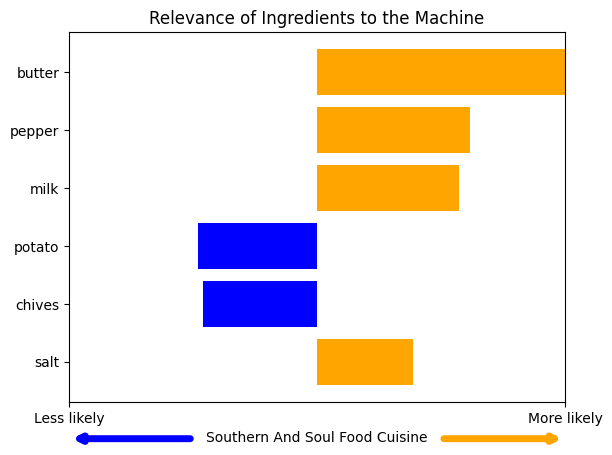 Relevance of Ingredients to the Machine
butter
pepper
milk
potato
chives
salt
Less likely
More likely
Southern And Soul Food Cuisine